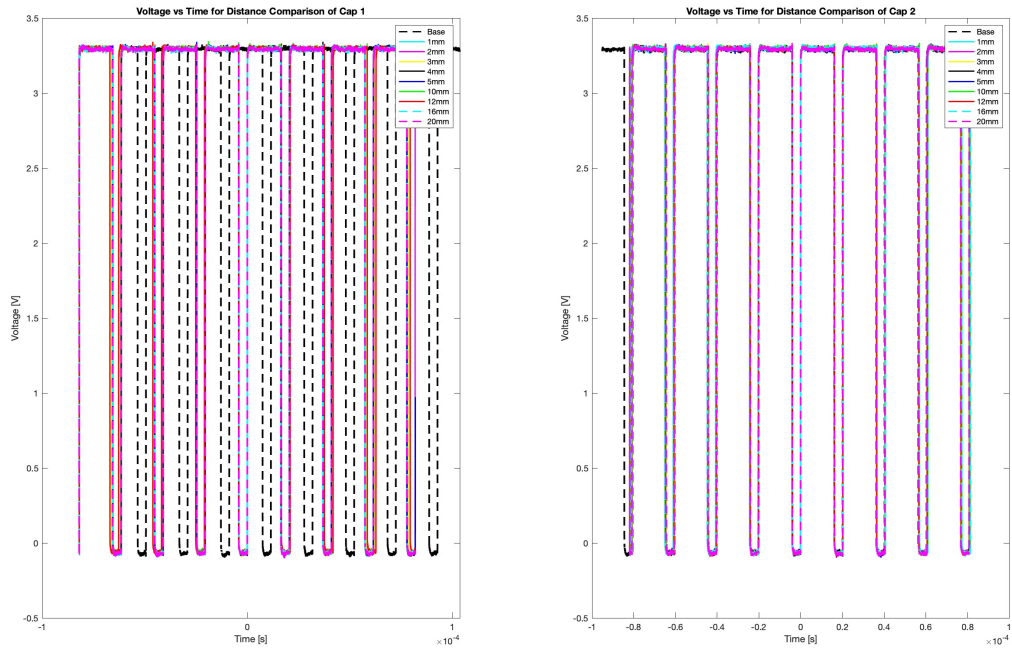 Voltage vs Time for Distance Comparison of Cap 1
3.5
3
2.5
2
1.5
1
0.5
0
-0.5
Voltage [V]
-1
0
1
Time [s]
×10⁻⁴
Base
1mm
2mm
3mm
4mm
5mm
10mm
12mm
16mm
20mm
Voltage vs Time for Distance Comparison of Cap 2
3.5
3
2.5
2
1.5
1
0.5
0
-0.5
Voltage [V]
-1
-0.8
-0.6
-0.4
-0.2
0
0.2
0.4
0.6
0.8
1
Time [s]
×10⁻⁴
Base
1mm
2mm
3mm
4mm
5mm
10mm
12mm
16mm
20mm